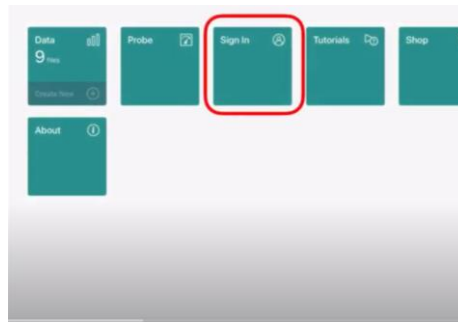 Data
9 Files
Create New
Probe
Sign In
Tutorials
Shop
About